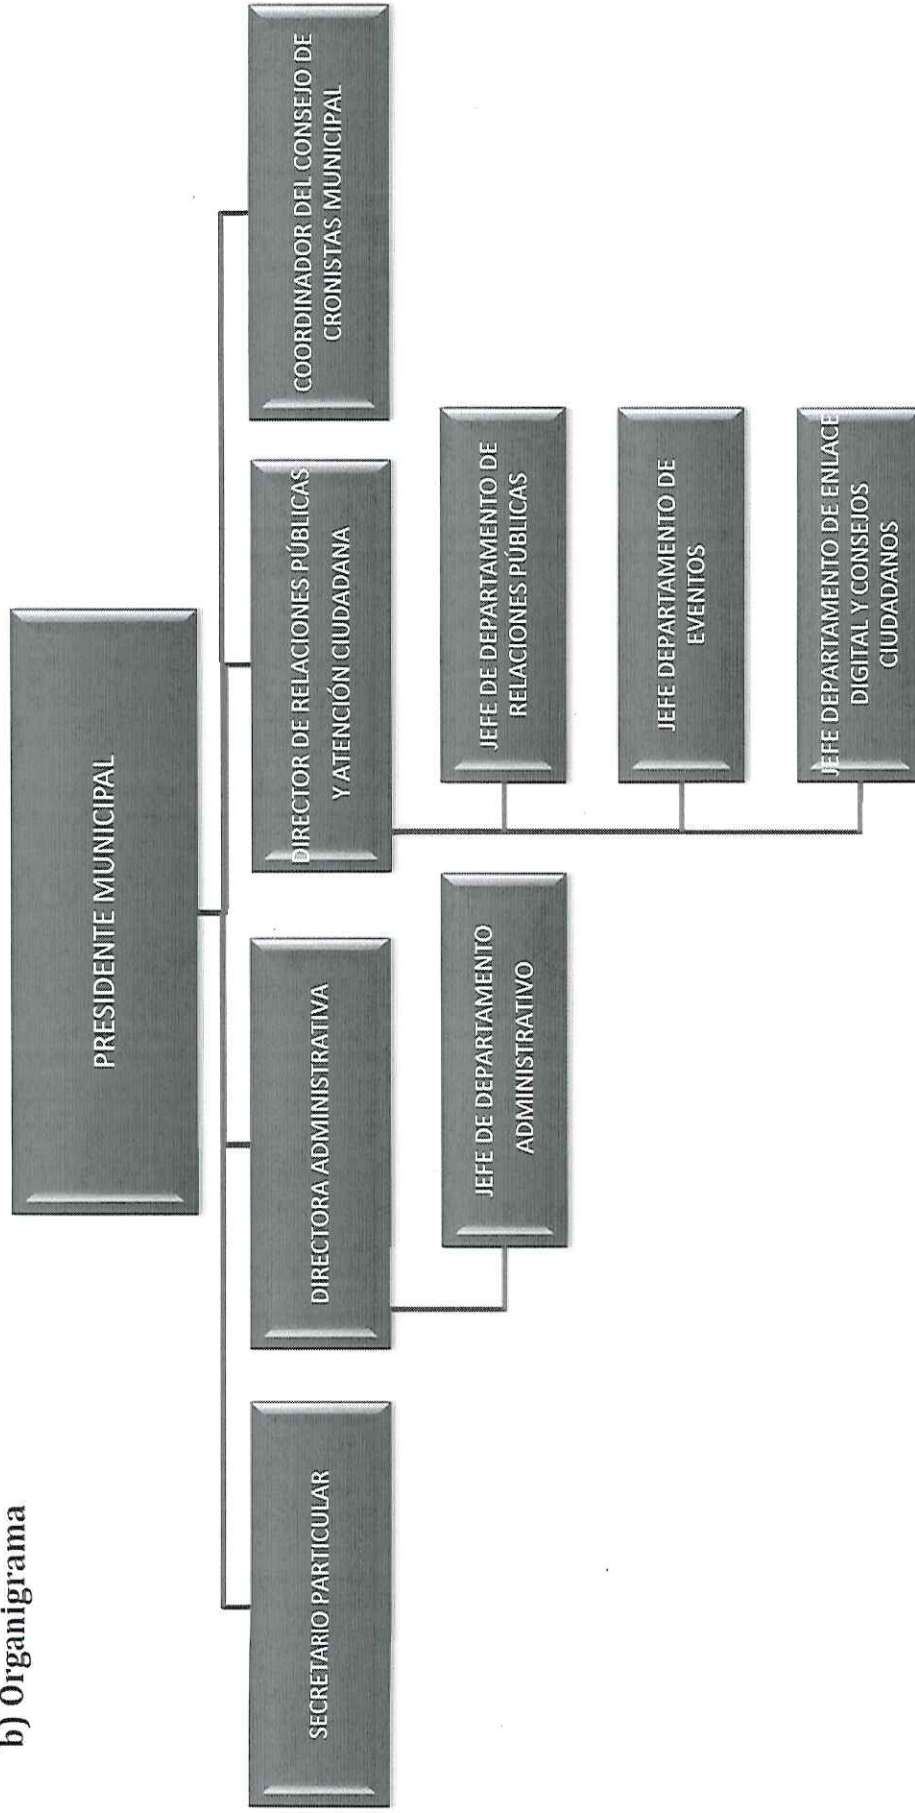 b) Organigrama
PRESIDENTE MUNICIPAL
SECRETARIO PARTICULAR
DIRECTORA ADMINISTRATIVA
DIRECTOR DE RELACIONES PÚBLICAS
Y ATENCIÓN CIUDADANA
COORDINADOR DEL CONSEJO DE
CRONISTAS MUNICIPAL
JEFE DE DEPARTAMENTO
ADMINISTRATIVO
JEFE DE DEPARTAMENTO DE
RELACIONES PÚBLICAS
JEFE DEPARTAMENTO DE
EVENTOS
JEFE DEPARTAMENTO DE ENLACE
DIGITAL Y CONSEJOS
CIUDADANOS